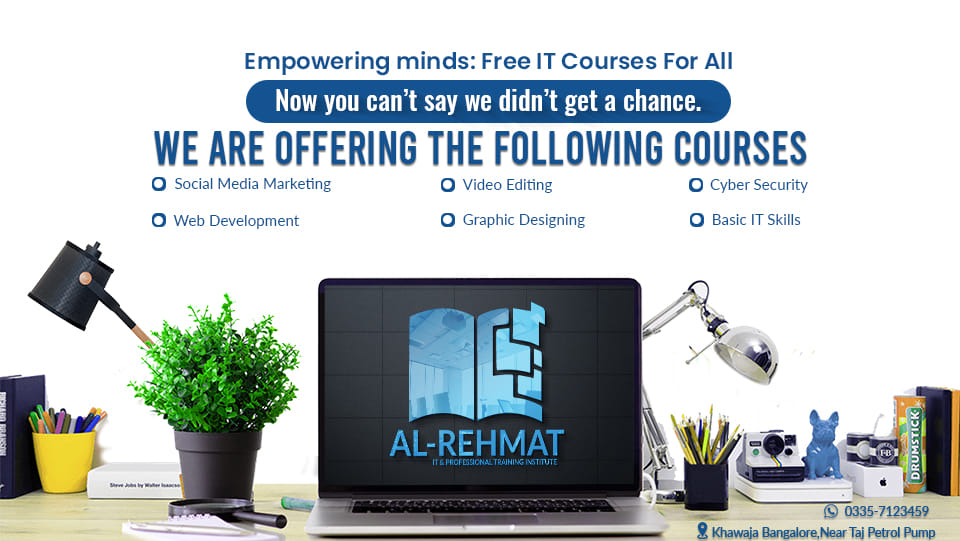 Empowering minds: Free IT Courses For All
Now you can't say we didn't get a chance.
WE ARE OFFERING THE FOLLOWING COURSES
Social Media Marketing
Video Editing
Cyber Security
Web Development
Graphic Designing
Basic IT Skills
AL-REHMAT
IT & PROFESSIONAL TRAINING INSTITUTE
RICHARD BRANSON
Steve Jobs by Walter Isaacson
DRUMSTICK
0335-7123459
Khawaja Bangalore,Near Taj Petrol Pump